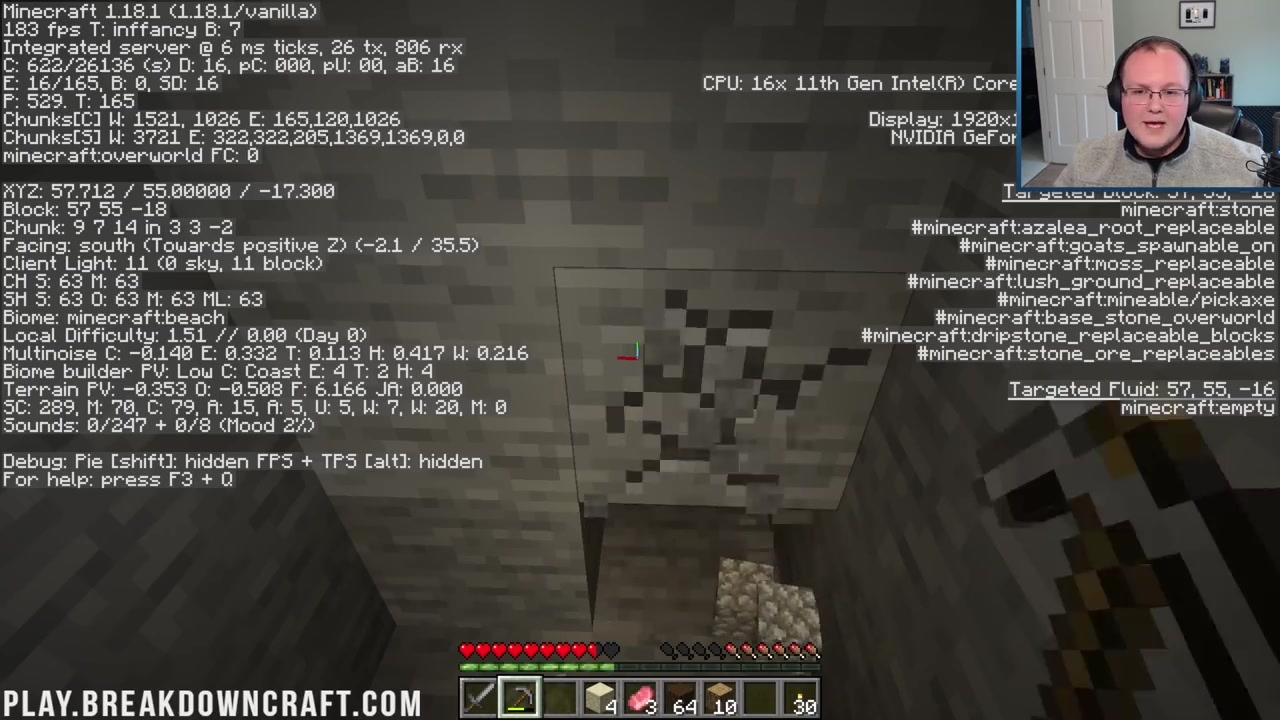 Minecraft 1.18.1 (1.18.1/vanilla)
183 fps T: inffancy B: 7
Integrated server @ 6 ms ticks, 26 tx, 806 rx
C: 622/26136 (s) D: 16, pC: 000, pU: 00, aB: 16
E: 16/165, B: 0, SD: 16
P: 529. T: 165
Chunks[C] W: 1521, 1026 E: 165,120,1026
Chunks[S] W: 3721 E: 322,322,205,1369,1369,0,0
minecraft:overworld FC: 0
XYZ: 57.712 / 55.00000 / -17.300
Block: 57 55 -18
Chunk: 9 7 14 in 3 3 -2
Facing: south (Towards positive Z) (-2.1 / 35.5)
Client Light: 11 (0 sky, 11 block)
CH S: 63 M: 63
SH S: 63 O: 63 M: 63 ML: 63
Biome: minecraft:beach
Local Difficulty: 1.51 // 0.00 (Day 0)
Multinoise C: -0.140 E: 0.332 T: 0.113 H: 0.417 W: 0.216
Biome builder PV: Low C: Coast E: 4 T: 2 H: 4
Terrain PV: -0.353 O: -0.508 F: 6.166 JA: 0.000
SC: 289, M: 70, C: 79, A: 15, A: 5, U: 5, W: 7, W: 20, M: 0
Sounds: 0/247 + 0/8 (Mood 2%)
Debug: Pie [shift]: hidden FPS + TPS [alt]: hidden
For help: press F3 + Q
CPU: 16x 11th Gen Intel(R) Core
Display: 1920x1
NVIDIA GeFor
Targeted Block: 57, 55, -16
minecraft:stone
#minecraft:azalea_root_replaceable
#minecraft:goats_spawnable_on
#minecraft:moss_replaceable
#minecraft:lush_ground_replaceable
#minecraft:mineable/pickaxe
#minecraft:base_stone_overworld
#minecraft:dripstone_replaceable_blocks
#minecraft:stone_ore_replaceables
Targeted Fluid: 57, 55, -16
minecraft:empty
4 3 64 10 30
PLAY.BREAKDOWNCRAFT.COM